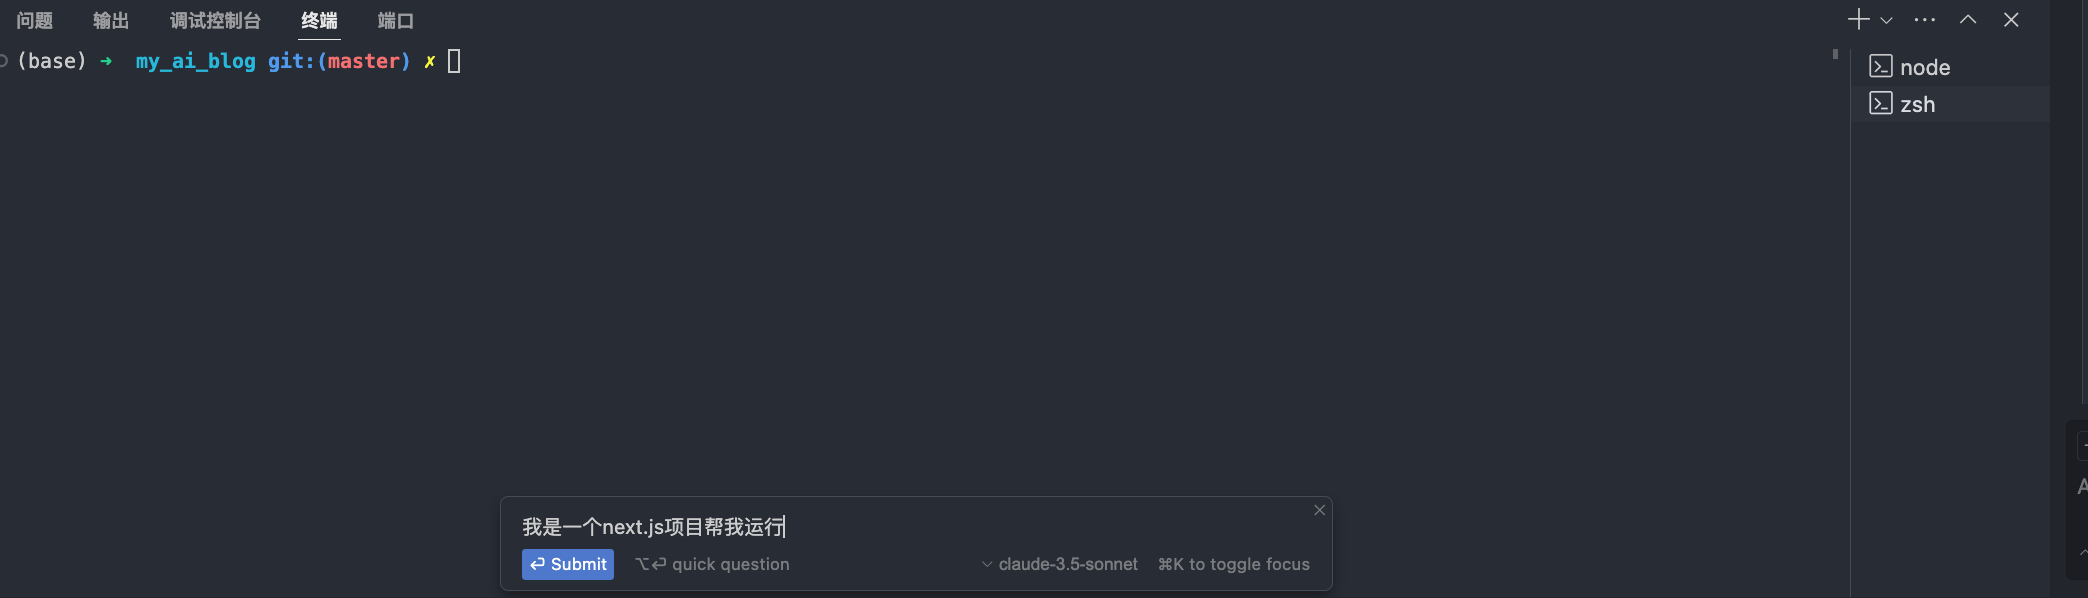 问题 输出 调试控制台 终端 端口
(base) ➜ my_ai_blog git:(master) ✗
node
zsh
我是一个next.js项目帮我运行
Submit ⌥⏎ quick question claude-3.5-sonnet ⌘K to toggle focus